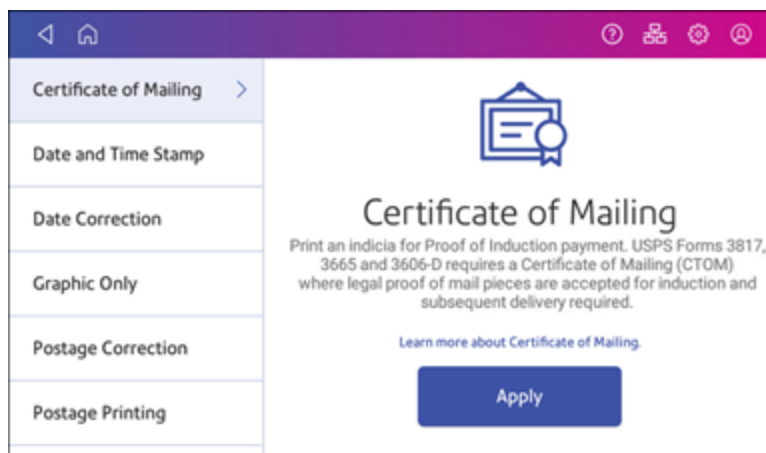 Certificate of Mailing
Date and Time Stamp
Date Correction
Graphic Only
Postage Correction
Postage Printing
Certificate of Mailing
Print an indicia for Proof of Induction payment. USPS Forms 3817,
3665 and 3606-D requires a Certificate of Mailing (CTOM)
where legal proof of mail pieces are accepted for induction and
subsequent delivery required.
Learn more about Certificate of Mailing.
Apply